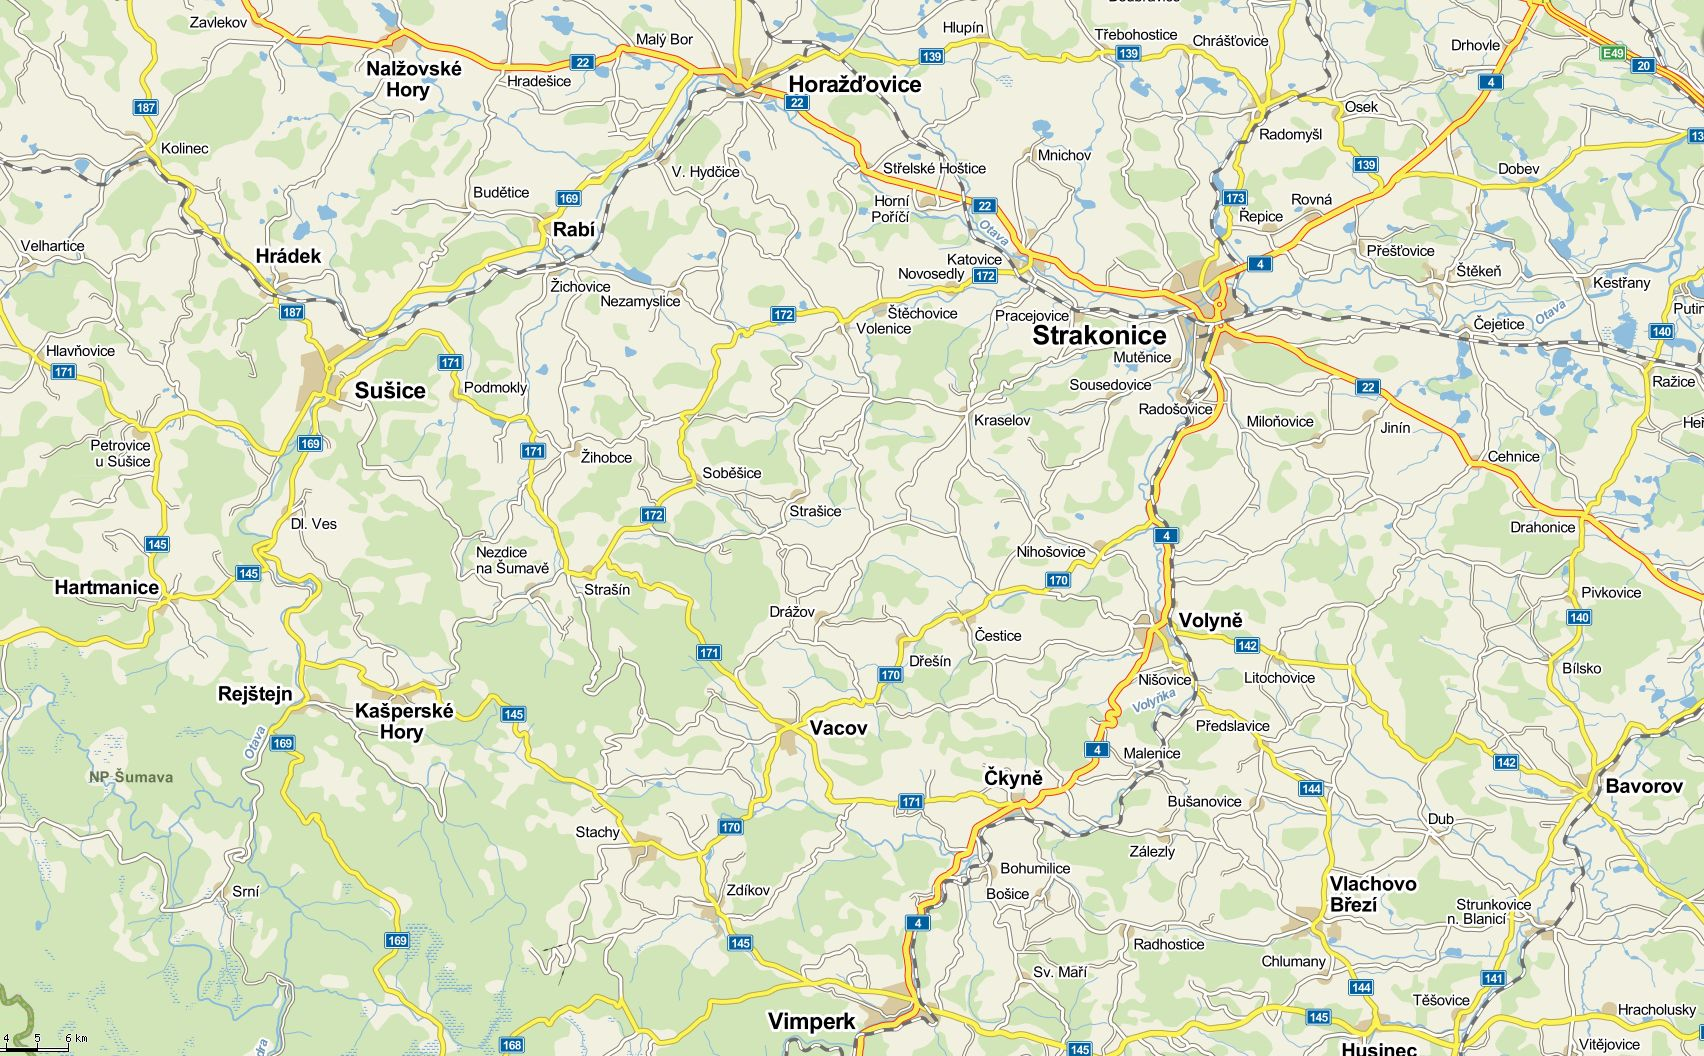 Zavlekov
Malý Bor
Hlupín
Třebohostice
Chrášťovice
Drhovle
E49
20
22
139
139
4
Nalžovské
Hory
Hradešice
Horažďovice
22
187
Osek
Radomyšl
Kolinec
Mnichov
139
Dobev
V. Hydčice
Střelské Hoštice
Budětice
169
Horní
Poříčí
22
173
Rovná
Řepice
Rabí
Otava
Velhartice
Hrádek
Katovice
Novosedly
172
4
Přešťovice
Štěkeň
Kestřany
Žichovice
Nezamyslice
187
172
Štěchovice
Volenice
Pracejovice
Strakonice
Čejetice
Otava
140
Hlavňovice
171
171
Podmokly
Mutěnice
Sousedovice
22
Ražice
Sušice
Radošovice
Kraselov
Miloňovice
Jinín
Petrovice
u Sušice
169
171
Žihobce
Soběšice
Cehnice
Strašice
172
Dl. Ves
Drahonice
4
145
Nezdice
na Šumavě
Nihošovice
170
145
Hartmanice
Strašín
Pivkovice
140
Drážov
Volyně
Čestice
142
171
Dřešín
170
Bílsko
Nišovice
Litochovice
Rejštejn
Kašperské
Hory
145
Volyňka
Předslavice
Vacov
Otava
169
4
Malenice
142
NP Šumava
Čkyně
144
Bavorov
171
Bušanovice
170
Stachy
Dub
Zálezly
Bohumilice
Bošice
Srní
Zdíkov
Vlachovo
Březí
Strunkovice
n. Blanicí
4
169
145
Radhostice
Chlumany
Sv. Maří
141
144
Těšovice
Hracholusky
Vimperk
145
4 5 6 km
168
145
Husinec
Vitějovice